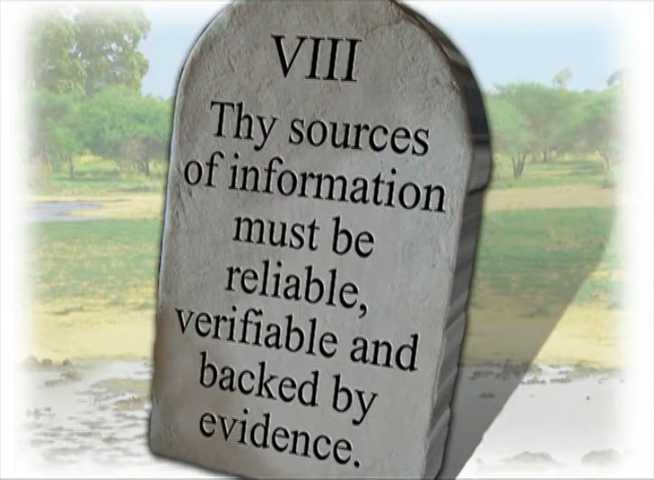 VIII
Thy sources
of information
must be
reliable,
verifiable and
backed by
evidence.